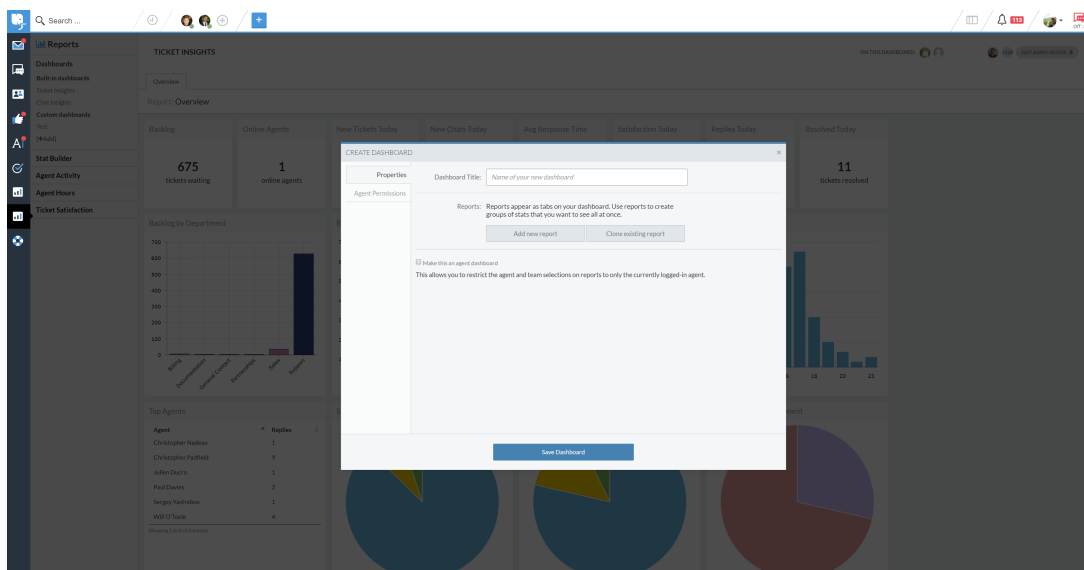 Search ...
113
Off
Reports
Dashboards
Built-in dashboards
Ticket Insights
Chat Insights
Custom dashboards
Test
[+Add]
Stat Builder
Agent Activity
Agent Hours
Ticket Satisfaction
TICKET INSIGHTS
ON THIS DASHBOARD:
Overview
Report: Overview
Backlog
Online Agents
New Tickets Today
New Chats Today
Avg Response Time
Satisfaction Today
Replies Today
Resolved Today
675
tickets waiting
1
online agents
11
tickets resolved
CREATE DASHBOARD
×
Properties
Agent Permissions
Dashboard Title:
Name of your new dashboard
Reports:
Reports appear as tabs on your dashboard. Use reports to create
groups of stats that you want to see all at once.
Add new report
Clone existing report
Make this an agent dashboard
This allows you to restrict the agent and team selections on reports to only the currently logged-in agent.
Save Dashboard
Backlog by Department
700
600
500
400
300
200
100
0
Billing
Documentation
General Contact
Partnerships
Sales
Support
18
20
23
Top Agents
Agent
Replies
Christopher Nadeau
1
Christopher Padfield
9
Julien Ducro
1
Paul Davies
2
Sergey Yavtreblov
1
Will O'Toole
4